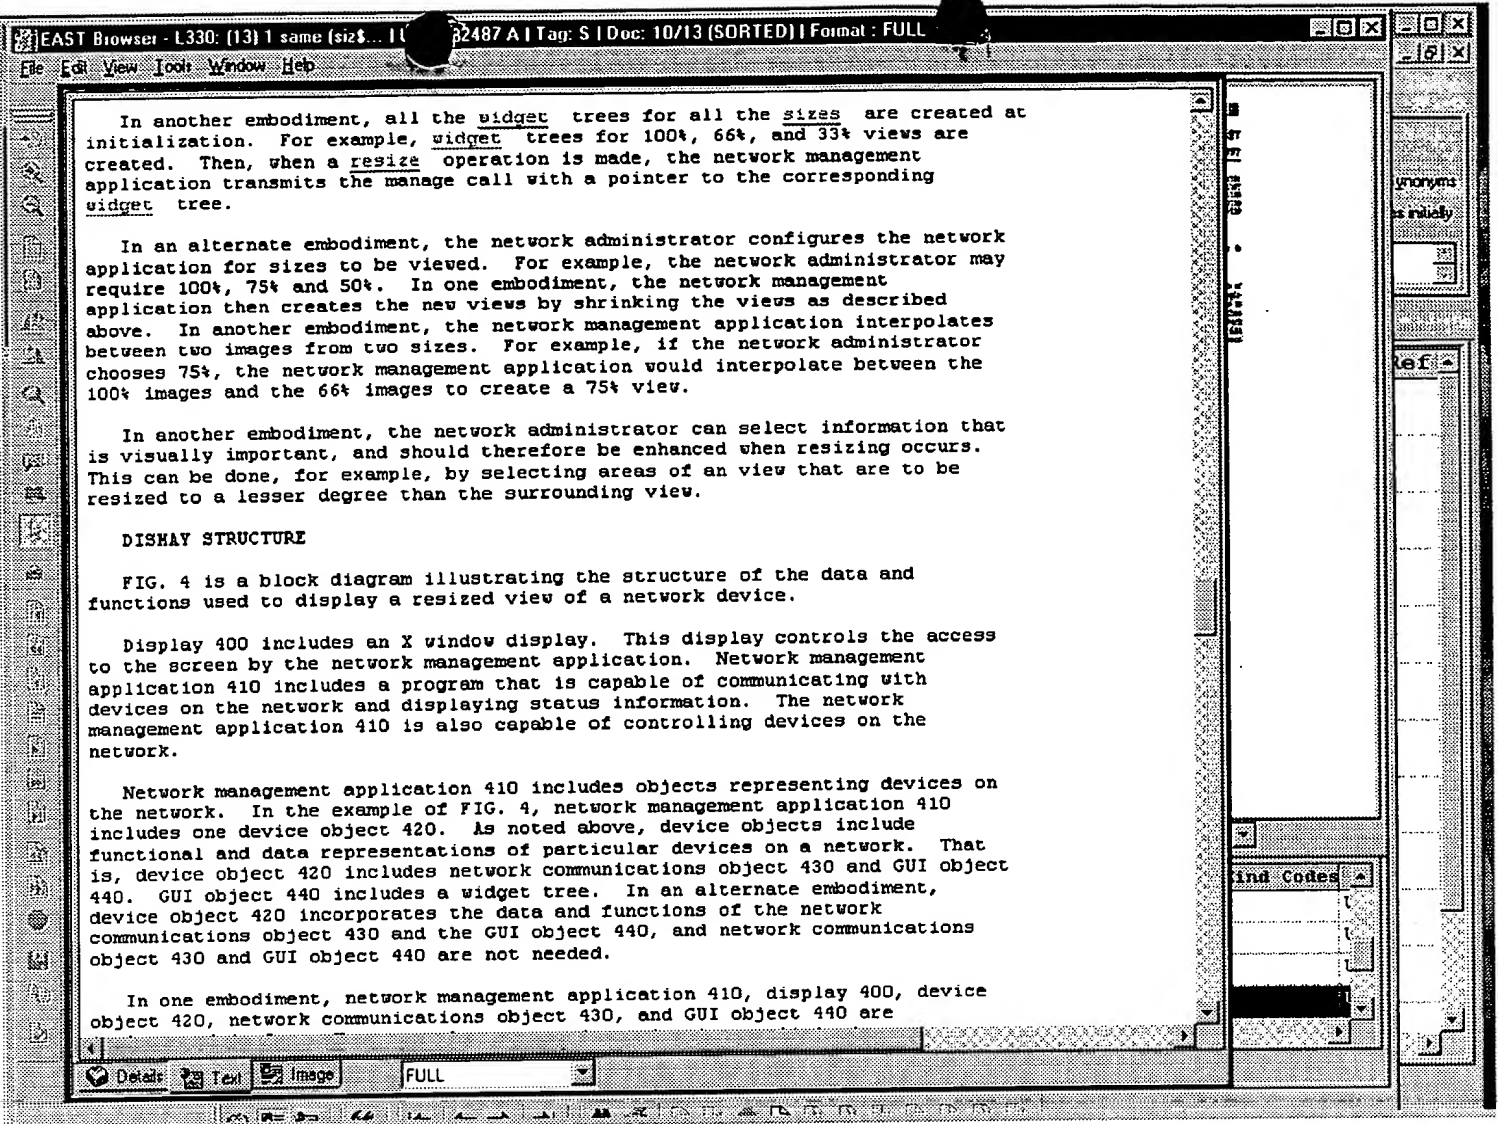 EAST Browser - L330: (13) 1 same (siz$... | 2487 A | Tag: S | Doc: 10/13 (SORTED) | Format : FULL
File Edit View Tools Window Help
In another embodiment, all the widget trees for all the sizes are created at
initialization. For example, widget trees for 100%, 66%, and 33% views are
created. Then, when a resize operation is made, the network management
application transmits the manage call with a pointer to the corresponding
widget tree.
In an alternate embodiment, the network administrator configures the network
application for sizes to be viewed. For example, the network administrator may
require 100%, 75% and 50%. In one embodiment, the network management
application then creates the new views by shrinking the views as described
above. In another embodiment, the network management application interpolates
between two images from two sizes. For example, if the network administrator
chooses 75%, the network management application would interpolate between the
100% images and the 66% images to create a 75% view.
In another embodiment, the network administrator can select information that
is visually important, and should therefore be enhanced when resizing occurs.
This can be done, for example, by selecting areas of an view that are to be
resized to a lesser degree than the surrounding view.
DISHAY STRUCTURE
FIG. 4 is a block diagram illustrating the structure of the data and
functions used to display a resized view of a network device.
Display 400 includes an X window display. This display controls the access
to the screen by the network management application. Network management
application 410 includes a program that is capable of communicating with
devices on the network and displaying status information. The network
management application 410 is also capable of controlling devices on the
network.
Network management application 410 includes objects representing devices on
the network. In the example of FIG. 4, network management application 410
includes one device object 420. As noted above, device objects include
functional and data representations of particular devices on a network. That
is, device object 420 includes network communications object 430 and GUI object
440. GUI object 440 includes a widget tree. In an alternate embodiment,
device object 420 incorporates the data and functions of the network
communications object 430 and the GUI object 440, and network communications
object 430 and GUI object 440 are not needed.
In one embodiment, network management application 410, display 400, device
object 420, network communications object 430, and GUI object 440 are
Details Text Image FULL
ynonyms
s initially
Ref
Kind Codes